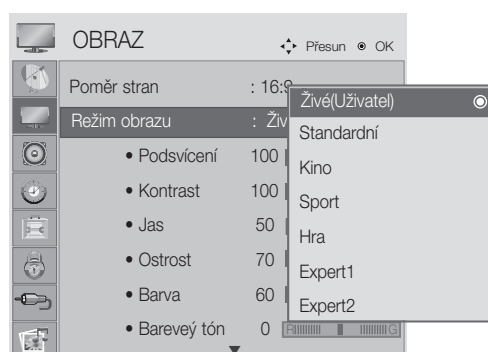 OBRAZ
Přesun OK
Poměr stran : 16:9
Režim obrazu : Živ
• Podsvícení 100
• Kontrast 100
• Jas 50
• Ostrost 70
• Barva 60
• Bareveý tón 0 R G
Živé(Uživatel)
Standardní
Kino
Sport
Hra
Expert1
Expert2